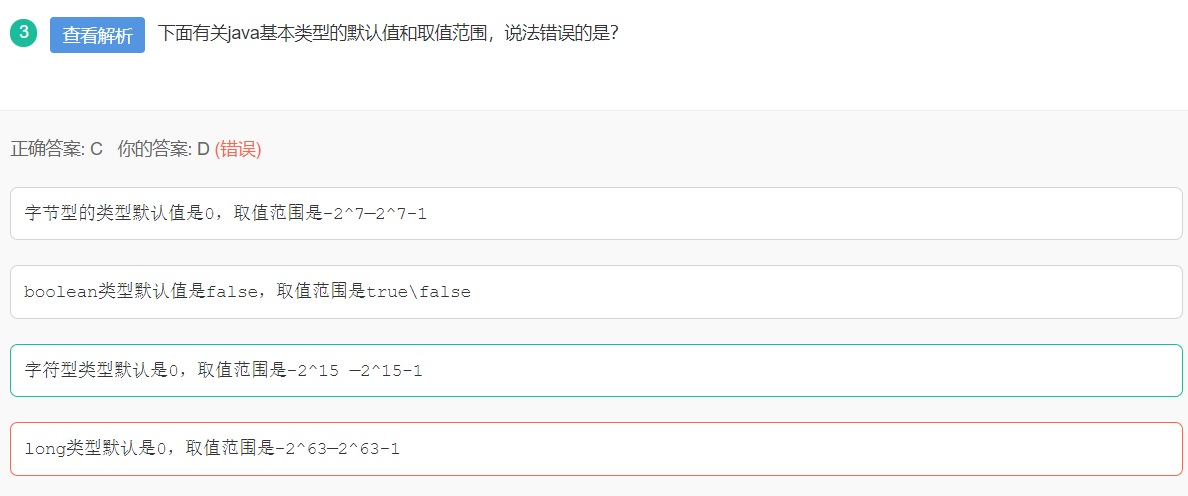 3 查看解析 下面有关java基本类型的默认值和取值范围，说法错误的是？
正确答案: C 你的答案: D (错误)
字节型的类型默认值是0，取值范围是-2^7—2^7-1
boolean类型默认值是false，取值范围是true\false
字符型类型默认是0，取值范围是-2^15 —2^15-1
long类型默认是0，取值范围是-2^63—2^63-1